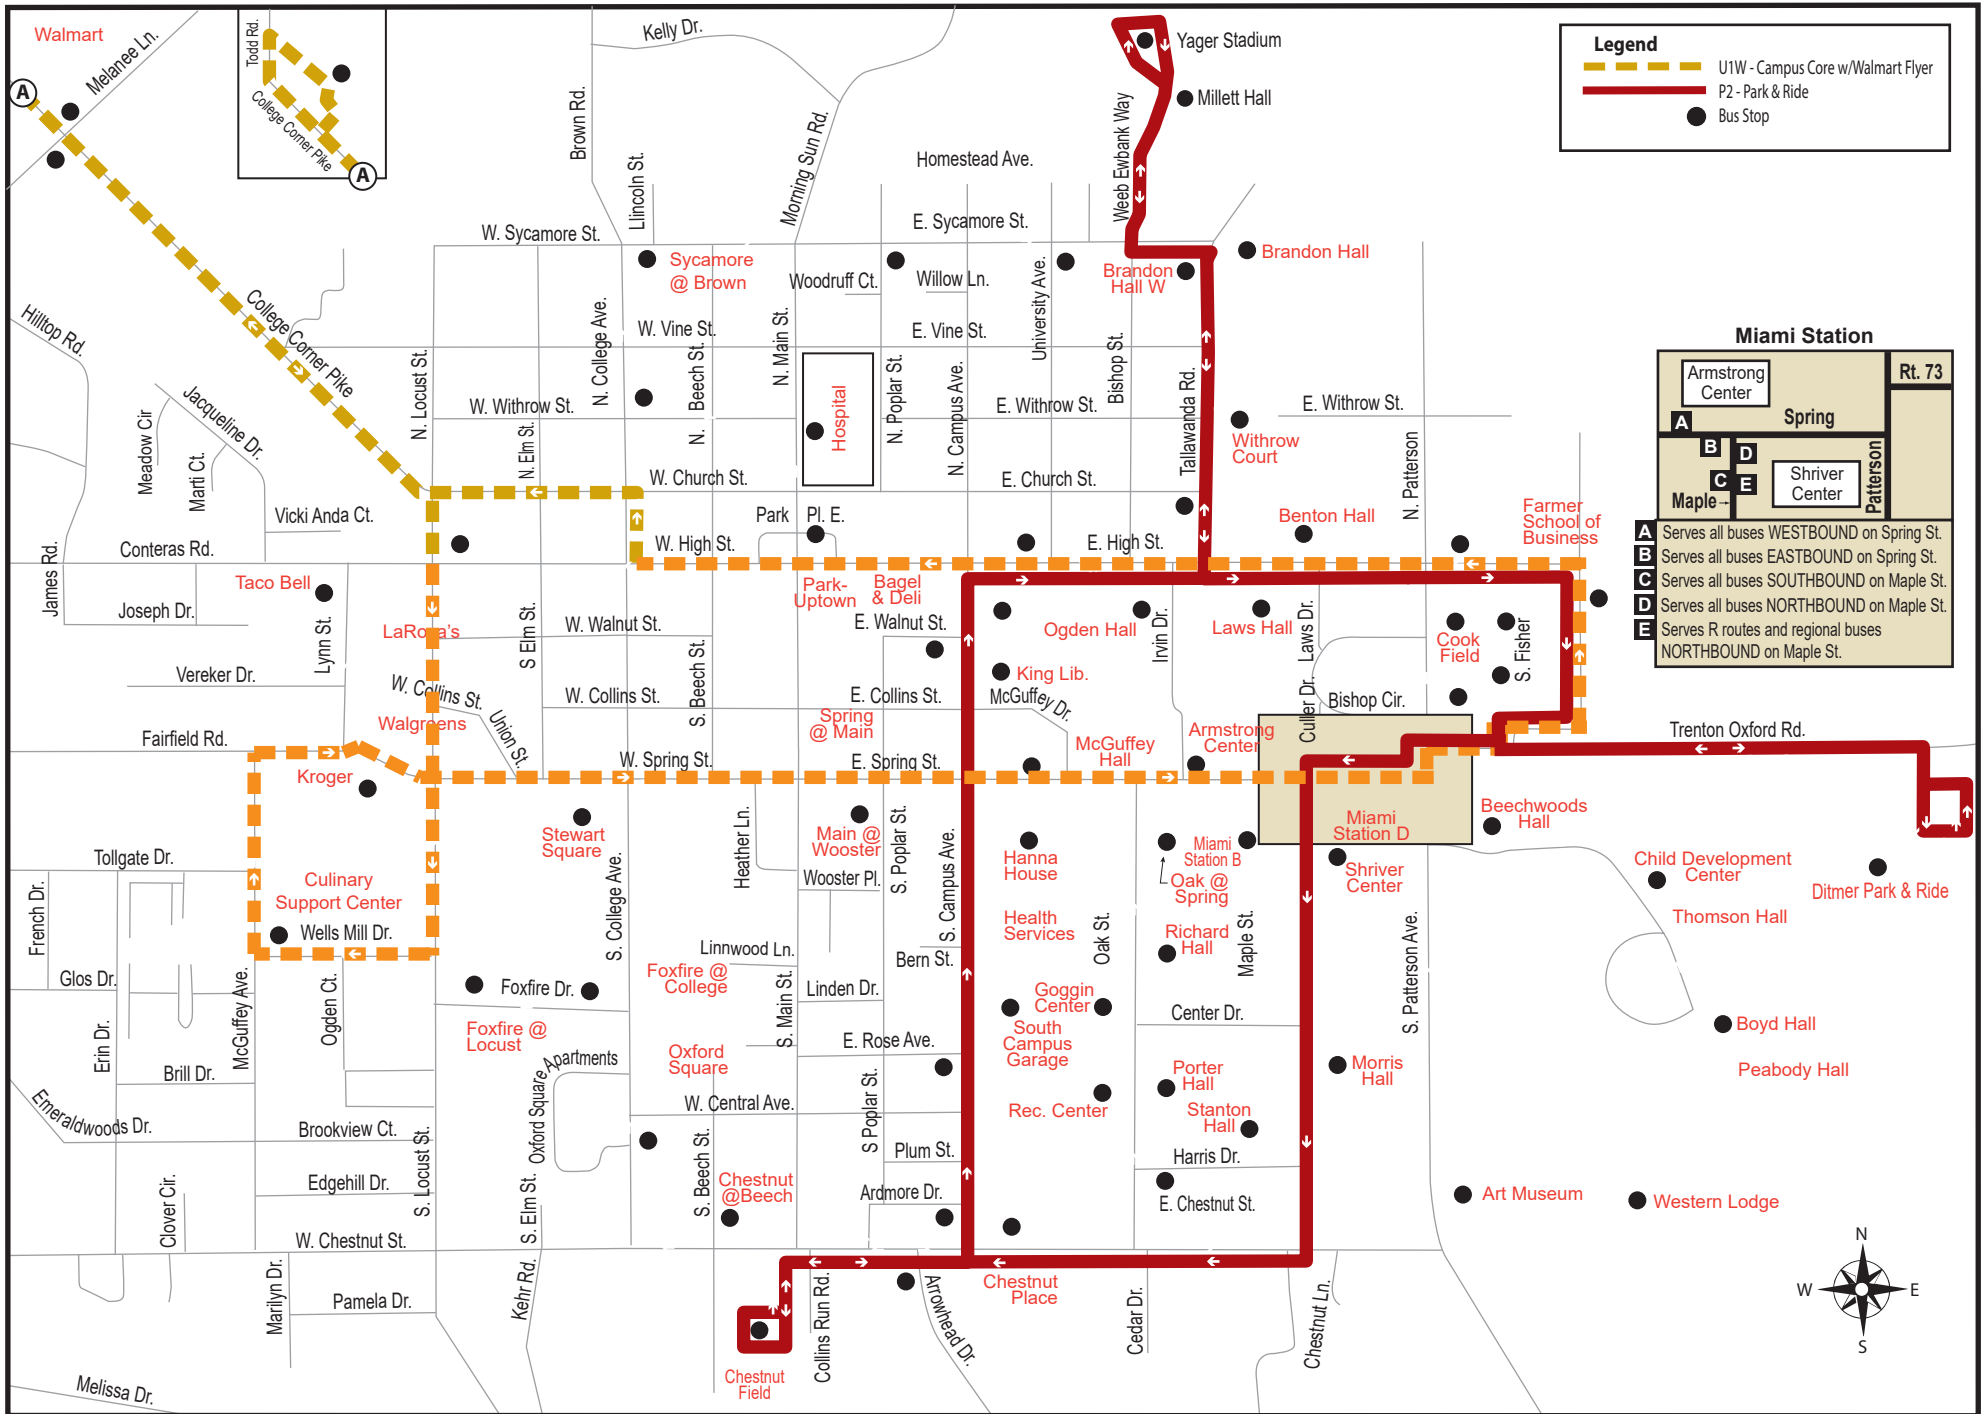 Walmart
Melanee Ln.
A
Todd Rd.
College Corner Pike
A
Kelly Dr.
Brown Rd.
Morning Sun Rd.
Llincoln St.
Homestead Ave.
Weeb Ewbank Way
Yager Stadium
Millett Hall
Legend
U1W - Campus Core w/Walmart Flyer
P2 - Park & Ride
Bus Stop
W. Sycamore St.
E. Sycamore St.
Sycamore
@ Brown
Woodruff Ct.
Willow Ln.
University Ave.
Brandon
Hall W
Brandon Hall
Hilltop Rd.
College Corner Pike
N. Locust St.
N. College Ave.
W. Vine St.
N. Beech St.
N. Main St.
E. Vine St.
N. Poplar St.
N. Campus Ave.
Bishop St.
Tallawanda Rd.
Hospital
Meadow Cir
Jacqueline Dr.
Marti Ct.
W. Withrow St.
N. Elm St.
E. Withrow St.
E. Withrow St.
Withrow
Court
N. Patterson
W. Church St.
E. Church St.
Miami Station
Armstrong
Center
Rt. 73
A
Spring
B
D
C
E
Shriver
Center
Maple
Patterson
A Serves all buses WESTBOUND on Spring St.
B Serves all buses EASTBOUND on Spring St.
C Serves all buses SOUTHBOUND on Maple St.
D Serves all buses NORTHBOUND on Maple St.
E Serves R routes and regional buses
NORTHBOUND on Maple St.
Vicki Anda Ct.
Conteras Rd.
James Rd.
Joseph Dr.
Taco Bell
Lynn St.
LaRosa's
Park Pl. E.
W. High St.
E. High St.
Benton Hall
Farmer
School of
Business
Park-
Uptown
Bagel
& Deli
S Elm St.
W. Walnut St.
E. Walnut St.
S. Beech St.
Ogden Hall
Irvin Dr.
Laws Hall
Culler Dr. Laws Dr.
Cook
Field
S. Fisher
Vereker Dr.
W. Collins St.
Union St.
W. Collins St.
E. Collins St.
King Lib.
McGuffey Dr.
Bishop Cir.
Walgreens
Fairfield Rd.
Kroger
W. Spring St.
Spring
@ Main
E. Spring St.
McGuffey
Hall
Armstrong
Center
Trenton Oxford Rd.
Miami
Station D
Beechwoods
Hall
Stewart
Square
Main @
Wooster
Heather Ln.
S. Poplar St.
S. Campus Ave.
Hanna
House
Miami
Station B
Oak @
Spring
Shriver
Center
Child Development
Center
Ditmer Park & Ride
Thomson Hall
Tollgate Dr.
French Dr.
Culinary
Support Center
Wells Mill Dr.
S. College Ave.
Wooster Pl.
Health
Services
Oak St.
Richard
Hall
Maple St.
S. Patterson Ave.
Glos Dr.
Erin Dr.
McGuffey Ave.
Ogden Ct.
Foxfire Dr.
Foxfire @
Locust
Foxfire @
College
Linnwood Ln.
S. Main St.
Linden Dr.
Bern St.
Goggin
Center
South
Campus
Garage
Center Dr.
Boyd Hall
Peabody Hall
Brill Dr.
Emeraldwoods Dr.
Brookview Ct.
Oxford Square Apartments
Oxford
Square
E. Rose Ave.
W. Central Ave.
S Poplar St.
Rec. Center
Porter
Hall
Stanton
Hall
Morris
Hall
Clover Cir.
Edgehill Dr.
S. Locust St.
S. Elm St.
S. Beech St.
Chestnut
@Beech
Plum St.
Ardmore Dr.
Harris Dr.
E. Chestnut St.
Art Museum
Western Lodge
W. Chestnut St.
Marilyn Dr.
Pamela Dr.
Kehr Rd.
Collins Run Rd.
Arrowhead Dr.
Chestnut
Place
Cedar Dr.
Chestnut Ln.
Chestnut
Field
Melissa Dr.
N
W
E
S